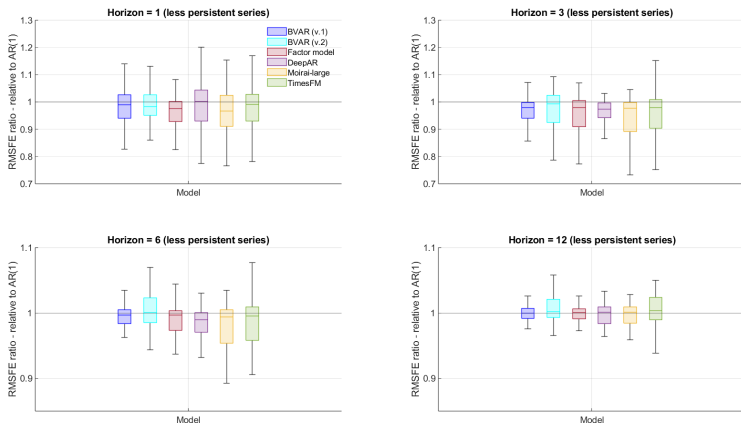 Horizon = 1 (less persistent series)
RMSFE ratio - relative to AR(1)
1.3
1.2
1.1
1
0.9
0.8
0.7
BVAR (v.1)
BVAR (v.2)
Factor model
DeepAR
Moirai-large
TimesFM
Model
Horizon = 3 (less persistent series)
RMSFE ratio - relative to AR(1)
1.3
1.2
1.1
1
0.9
0.8
0.7
Model
Horizon = 6 (less persistent series)
RMSFE ratio - relative to AR(1)
1.1
1
0.9
Model
Horizon = 12 (less persistent series)
RMSFE ratio - relative to AR(1)
1.1
1
0.9
Model